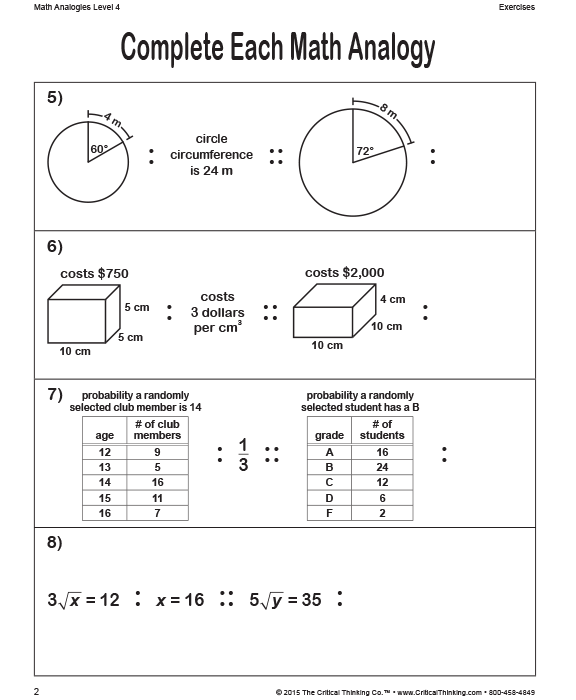 Math Analogies Level 4 Exercises
Complete Each Math Analogy
5)
4 m
60°
:
circle
circumference
is 24 m
::
8 m
72°
:
6)
costs $750
5 cm
5 cm
10 cm
:
costs
3 dollars
per cm³
::
costs $2,000
4 cm
10 cm
10 cm
:
7)
probability a randomly
selected club member is 14
age # of club members
12 9
13 5
14 16
15 11
16 7
:
1/3
::
probability a randomly
selected student has a B
grade # of students
A 16
B 24
C 12
D 6
F 2
:
8)
3√x = 12 : x = 16 :: 5√y = 35 :
2 © 2015 The Critical Thinking Co.™ • www.CriticalThinking.com • 800-458-4849